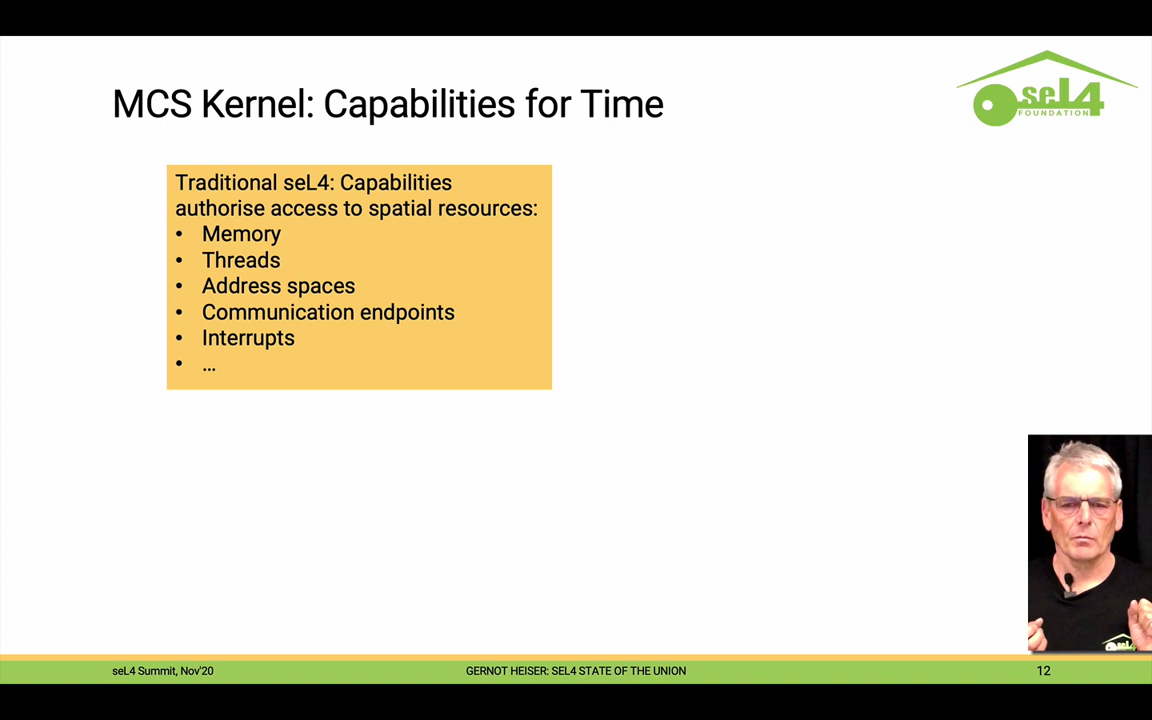 MCS Kernel: Capabilities for Time
seL4
FOUNDATION
Traditional seL4: Capabilities
authorise access to spatial resources:
• Memory
• Threads
• Address spaces
• Communication endpoints
• Interrupts
• ...
seL4 Summit, Nov'20
GERNOT HEISER: SEL4 STATE OF THE UNION
12